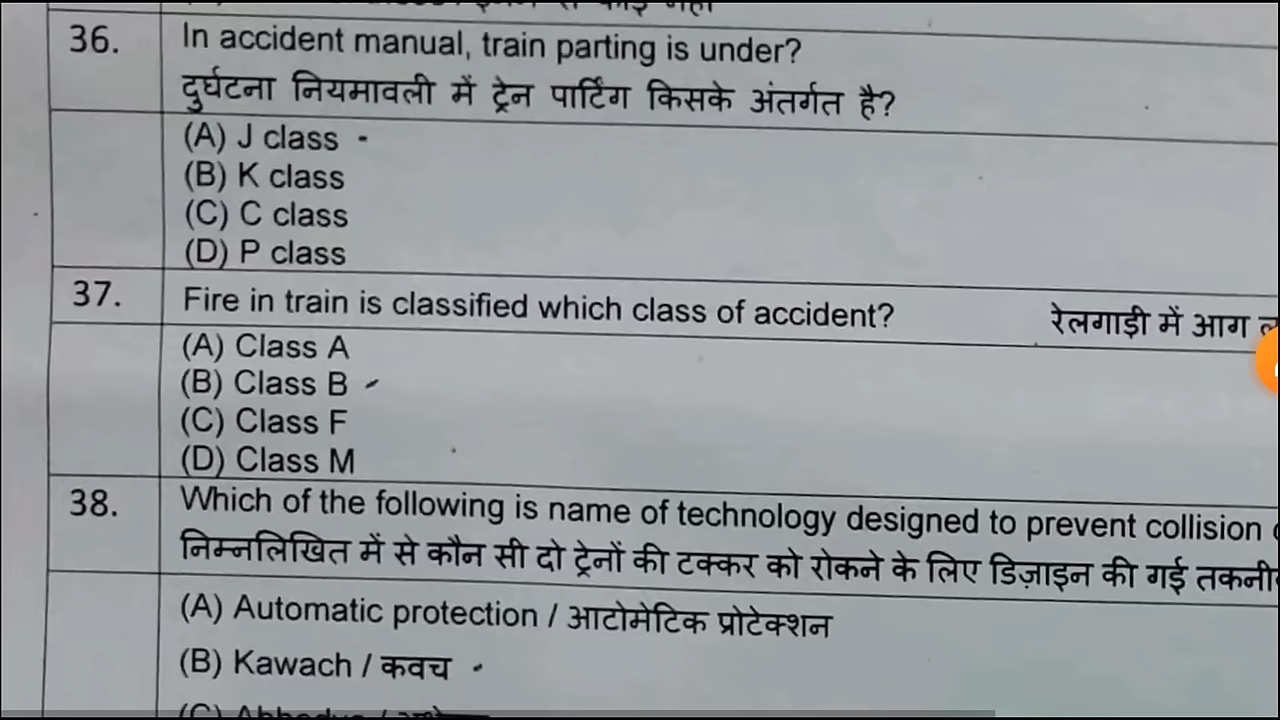 36.
In accident manual, train parting is under?
दुर्घटना नियमावली में ट्रेन पार्टिंग किसके अंतर्गत है?
(A) J class
(B) K class
(C) C class
(D) P class
37.
Fire in train is classified which class of accident? रेलगाड़ी में आग
(A) Class A
(B) Class B
(C) Class F
(D) Class M
38.
Which of the following is name of technology designed to prevent collision
निम्नलिखित में से कौन सी दो ट्रेनों की टक्कर को रोकने के लिए डिज़ाइन की गई
(A) Automatic protection / आटोमेटिक प्रोटेक्शन
(B) Kawach / कवच